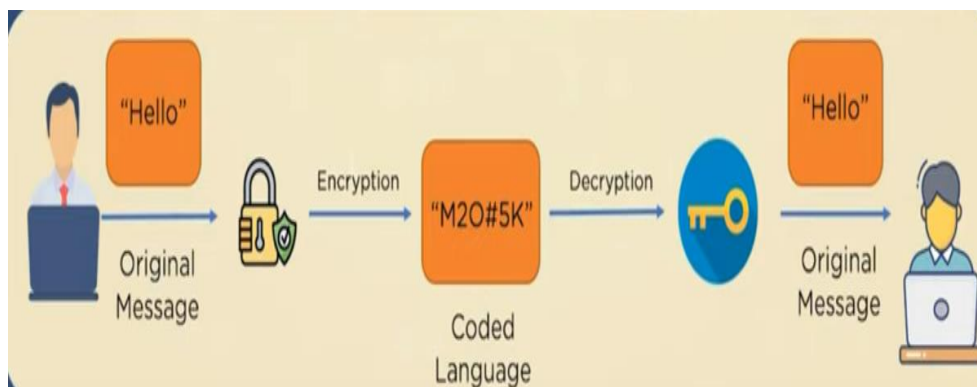 “Hello”
Original
Message
Encryption
“M2O#5K”
Coded
Language
Decryption
“Hello”
Original
Message